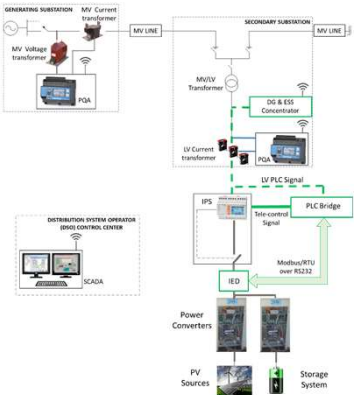 GENERATING SUBSTATION
MV Current
transformer
MV Voltage
transformer
PQA
MV LINE
SECONDARY SUBSTATION
MV LINE
MV/LV
Transformer
DG & ESS
Concentrator
LV Current
transformer
PQA
LV PLC Signal
IPS
PLC Bridge
Tele-control
Signal
DISTRIBUTION SYSTEM OPERATOR
(DSO) CONTROL CENTER
SCADA
Modbus/RTU
over RS232
IED
Power
Converters
PV
Sources
Storage
System